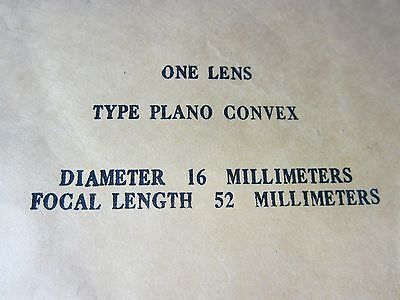 ONE LENS
TYPE PLANO CONVEX
DIAMETER 16 MILLIMETERS
FOCAL LENGTH 52 MILLIMETERS